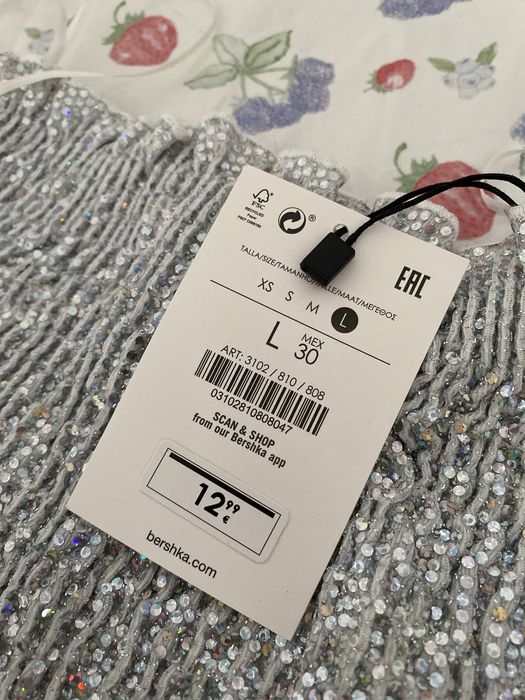 FSC
RECYCLED
Paper
®
EAC
TALLA/SIZE/TAMANHO/TAILLE/MAAT/ΜΕΓΕΘΟΣ
XS S M L
L MEX 30
ART: 3102 / 810 / 808
03102810808047
SCAN & SHOP
from our Bershka app
12,99
€
bershka.com